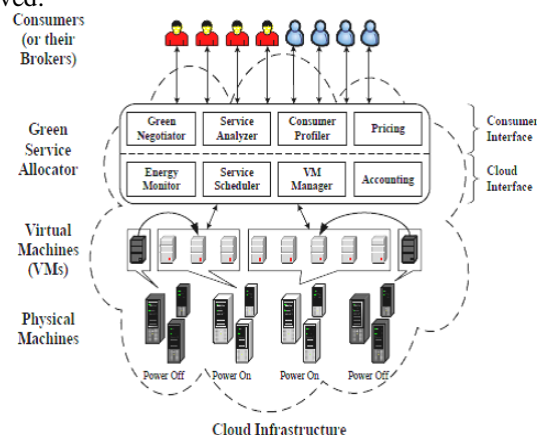 ved.
Consumers
(or their
Brokers)
Green
Negotiator
Service
Analyzer
Consumer
Profiler
Pricing
Consumer
Interface
Green
Service
Allocator
Energy
Monitor
Service
Scheduler
VM
Manager
Accounting
Cloud
Interface
Virtual
Machines
(VMs)
Physical
Machines
Power Off
Power On
Power On
Power Off
Cloud Infrastructure